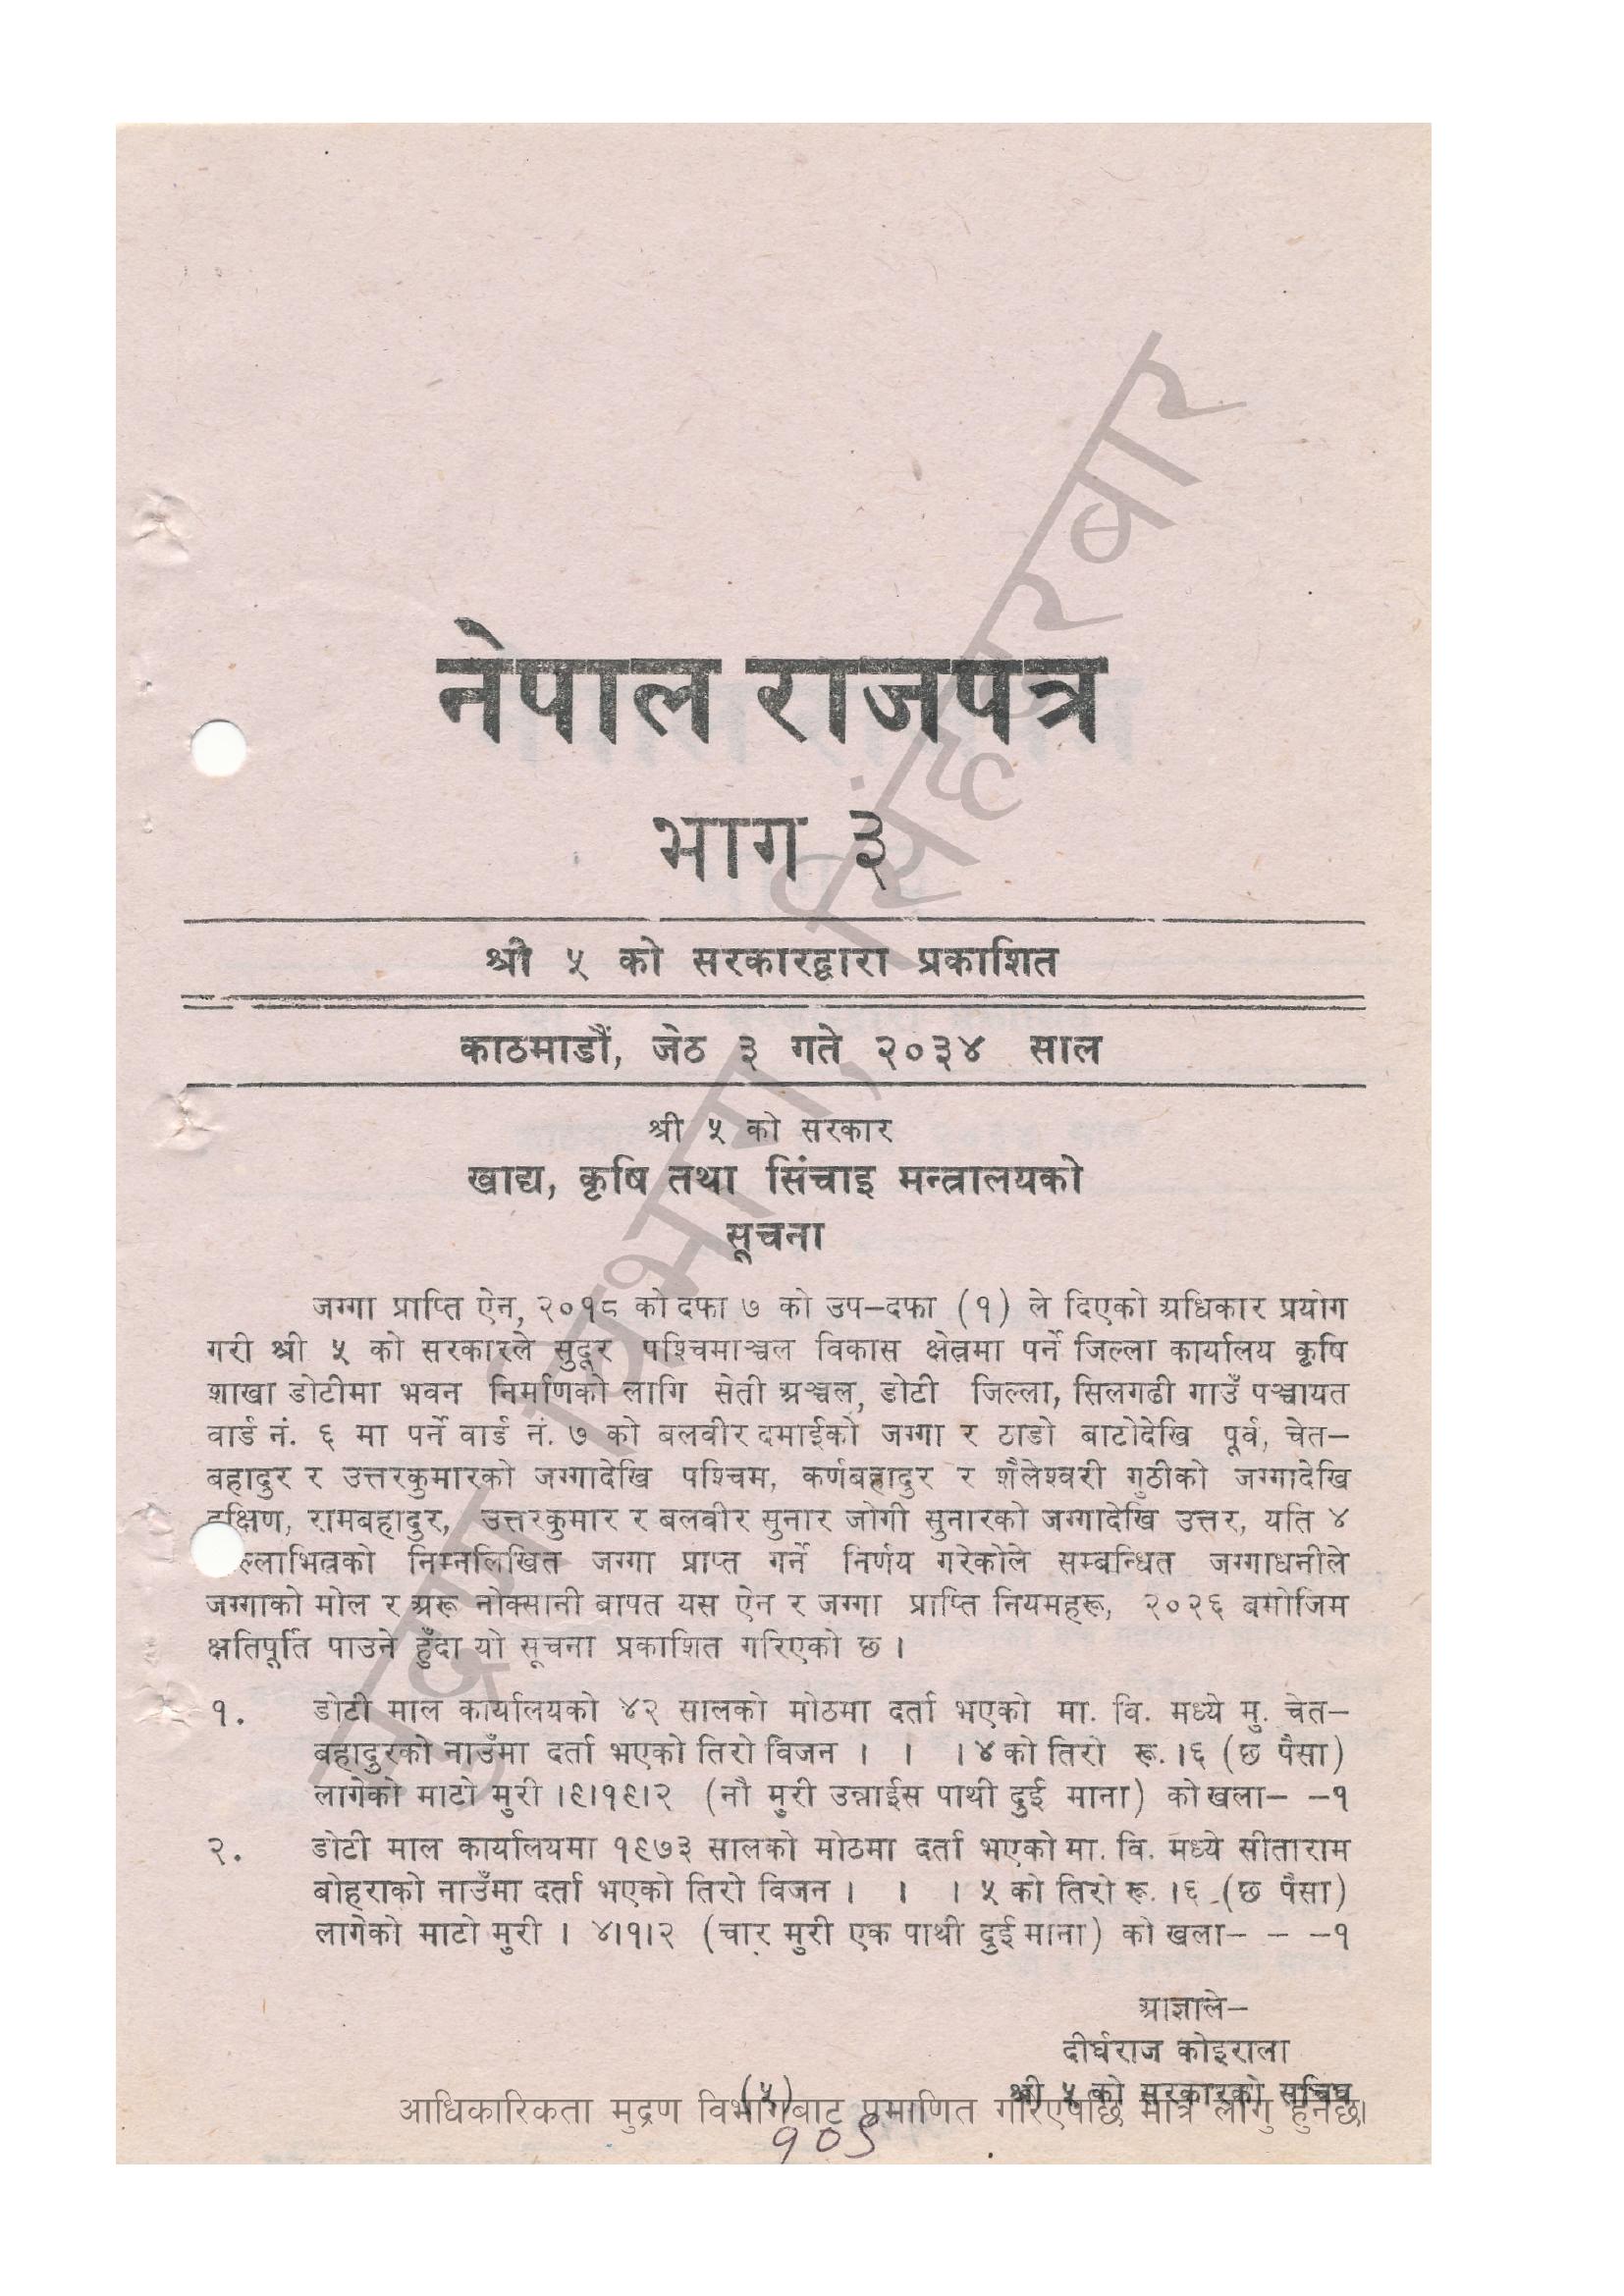 नेपाल राजपत्र
भाग ३
श्री ५ को सरकारद्वारा प्रकाशित
काठमाडौं, जेठ ३ गते २०३४ साल
श्री ५ को सरकार
खाद्य, कृषि तथा सिंचाइ मन्त्रालयको
सूचना
जग्गा प्राप्ति ऐन, २०१८ को दफा ७ को उप–दफा (१) ले दिएको अधिकार प्रयोग
गरी श्री ५ को सरकारले सुदूर पश्चिमाञ्चल विकास क्षेत्रमा पर्ने जिल्ला कार्यालय कृषि
शाखा डोटीमा भवन निर्माणको लागि सेती अञ्चल, डोटी जिल्ला, सिलगढी गाउँ पञ्चायत
वार्ड नं. ६ मा पर्ने वार्ड नं. ७ को बलवीर दमाईको जग्गा र ठाडो बाटोदेखि पूर्व, चेत–
बहादुर र उत्तरकुमारको जग्गादेखि पश्चिम, कर्णबहादुर र शैलेश्वरी गुठीको जग्गादेखि
दक्षिण, रामबहादुर, उत्तरकुमार र बलवीर सुनार जोगी सुनारको जग्गादेखि उत्तर, यति ४
ल्लाभित्रको निम्नलिखित जग्गा प्राप्त गर्ने निर्णय गरेकोले सम्बन्धित जग्गाधनीले
जग्गाको मोल र अरू नोक्सानी बापत यस ऐन र जग्गा प्राप्ति नियमहरू, २०२६ बमोजिम
क्षतिपूर्ति पाउने हुँदा यो सूचना प्रकाशित गरिएको छ ।
१. डोटी माल कार्यालयको ४२ सालको मोठमा दर्ता भएको मा. वि. मध्ये मु. चेत–
बहादुरको नाउँमा दर्ता भएको तिरो विजन । । । ४ को तिरो रू. ।६ (छ पैसा)
लागेको माटो मुरी ।९।१९।२ (नौ मुरी उन्नाईस पाथी दुई माना) को खला– –१
२. डोटी माल कार्यालयमा १९७३ सालको मोठमा दर्ता भएको मा. वि. मध्ये सीताराम
बोहराको नाउँमा दर्ता भएको तिरो विजन । । । ५ को तिरो रू. ।६ (छ पैसा)
लागेको माटो मुरी । ४।१।२ (चार मुरी एक पाथी दुई माना) को खला– – –१
आज्ञाले–
दीर्घराज कोइराला
श्री ५ को सरकारको सचिव
(५)
आधिकारिकता मुद्रण विभागबाट प्रमाणित गरिएपछि मात्र लागु हुनेछ।
१०९
मुद्रण विभाग, सिंहदरबार